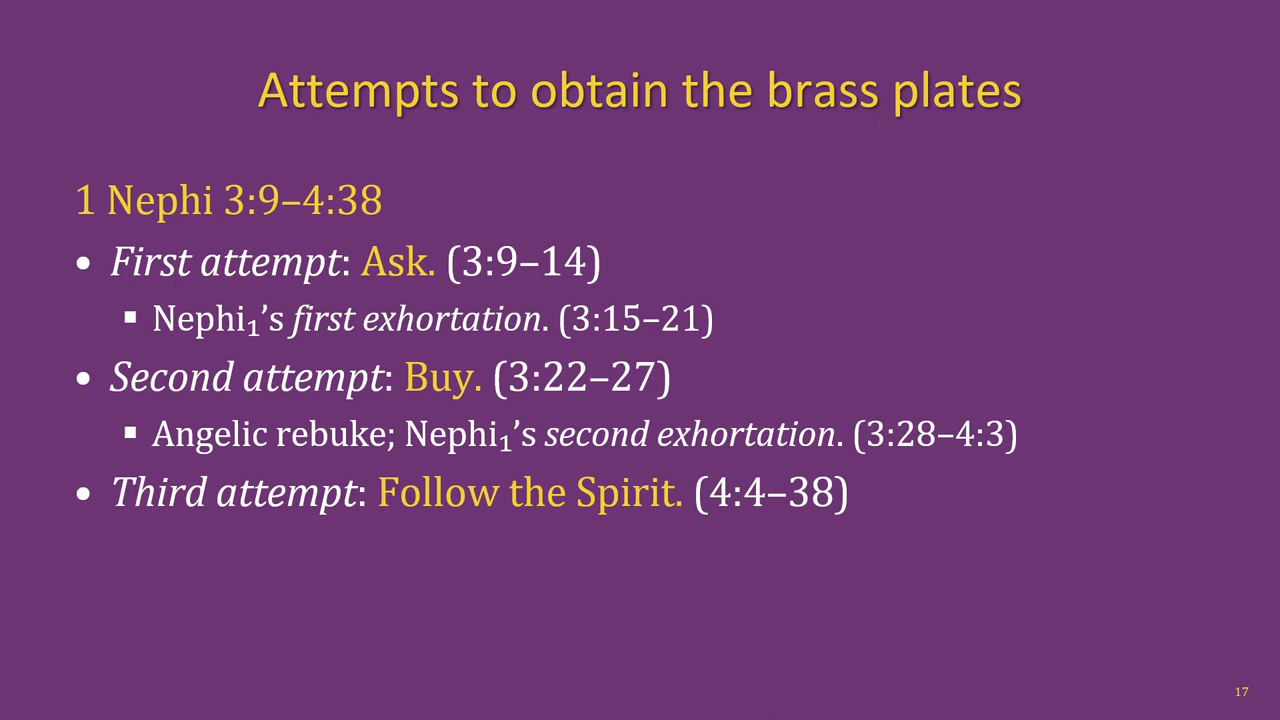 Attempts to obtain the brass plates
1 Nephi 3:9–4:38
• First attempt: Ask. (3:9–14)
▪ Nephi₁’s first exhortation. (3:15–21)
• Second attempt: Buy. (3:22–27)
▪ Angelic rebuke; Nephi₁’s second exhortation. (3:28–4:3)
• Third attempt: Follow the Spirit. (4:4–38)
17